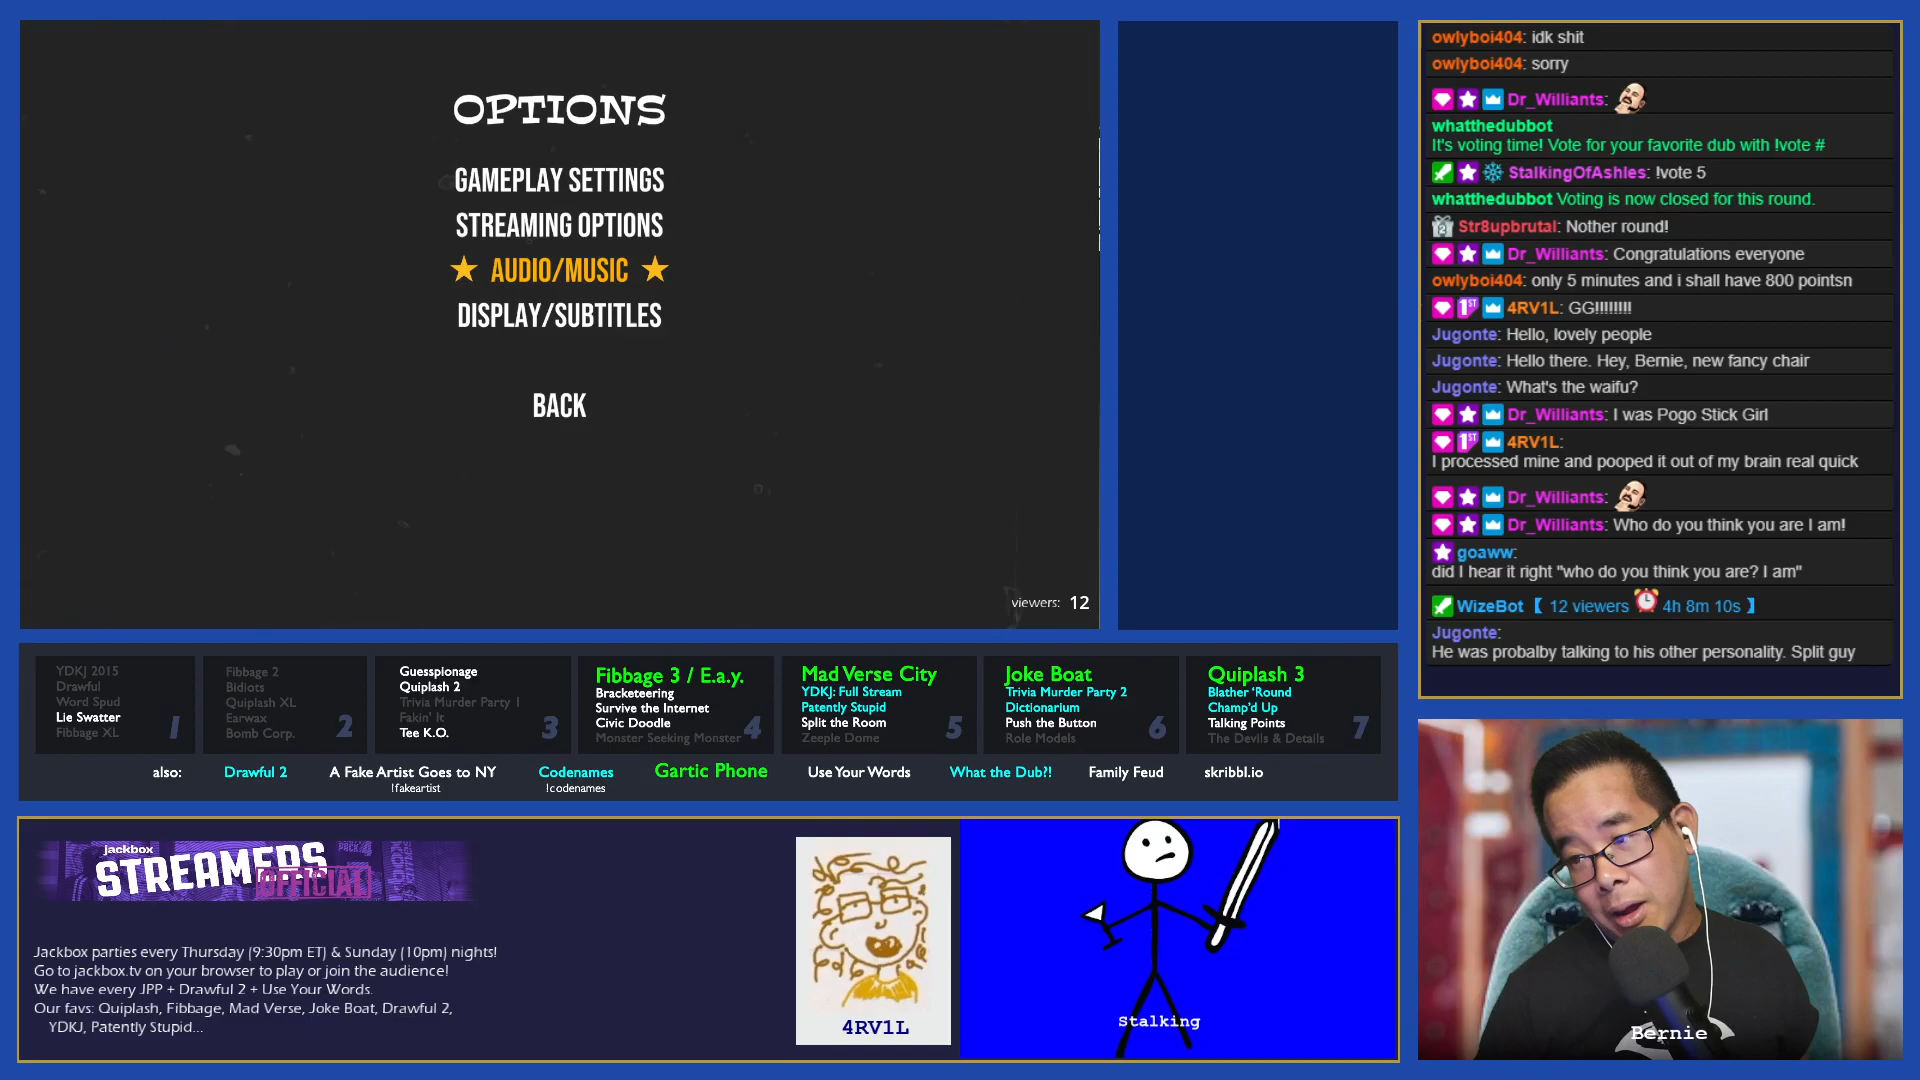 OPTIONS
GAMEPLAY SETTINGS
STREAMING OPTIONS
AUDIO/MUSIC
DISPLAY/SUBTITLES
BACK
viewers: 12
owlyboi404: idk shit
owlyboi404: sorry
Dr_Williants:
whatthedubbot
It's voting time! Vote for your favorite dub with !vote #
StalkingOfAshles: !vote 5
whatthedubbot Voting is now closed for this round.
2 Str8upbrutal: Nother round!
Dr_Williants: Congratulations everyone
owlyboi404: only 5 minutes and i shall have 800 pointsn
1ST 4RV1L: GG!!!!!!!!
Jugonte: Hello, lovely people
Jugonte: Hello there. Hey, Bernie, new fancy chair
Jugonte: What's the waifu?
Dr_Williants: I was Pogo Stick Girl
1ST 4RV1L:
I processed mine and pooped it out of my brain real quick
Dr_Williants:
Dr_Williants: Who do you think you are I am!
goaww:
did I hear it right "who do you think you are? I am"
WizeBot 【 12 viewers 4h 8m 10s 】
Jugonte:
He was probalby talking to his other personality. Split guy
YDKJ 2015
Drawful
Word Spud
Lie Swatter
Fibbage XL
1
Fibbage 2
Bidiots
Quiplash XL
Earwax
Bomb Corp.
2
Guesspionage
Quiplash 2
Trivia Murder Party 1
Fakin' It
Tee K.O.
3
Fibbage 3 / E.a.y.
Bracketeering
Survive the Internet
Civic Doodle
Monster Seeking Monster
4
Mad Verse City
YDKJ: Full Stream
Patently Stupid
Split the Room
Zeeple Dome
5
Joke Boat
Trivia Murder Party 2
Dictionarium
Push the Button
Role Models
6
Quiplash 3
Blather 'Round
Champ'd Up
Talking Points
The Devils & Details
7
also: Drawful 2 A Fake Artist Goes to NY Codenames Gartic Phone Use Your Words What the Dub?! Family Feud skribbl.io
!fakeartist !codenames
jackbox
STREAMERS
OFFICIAL
Jackbox parties every Thursday (9:30pm ET) & Sunday (10pm) nights!
Go to jackbox.tv on your browser to play or join the audience!
We have every JPP + Drawful 2 + Use Your Words.
Our favs: Quiplash, Fibbage, Mad Verse, Joke Boat, Drawful 2,
YDKJ, Patently Stupid...
4RV1L
Stalking
Bernie